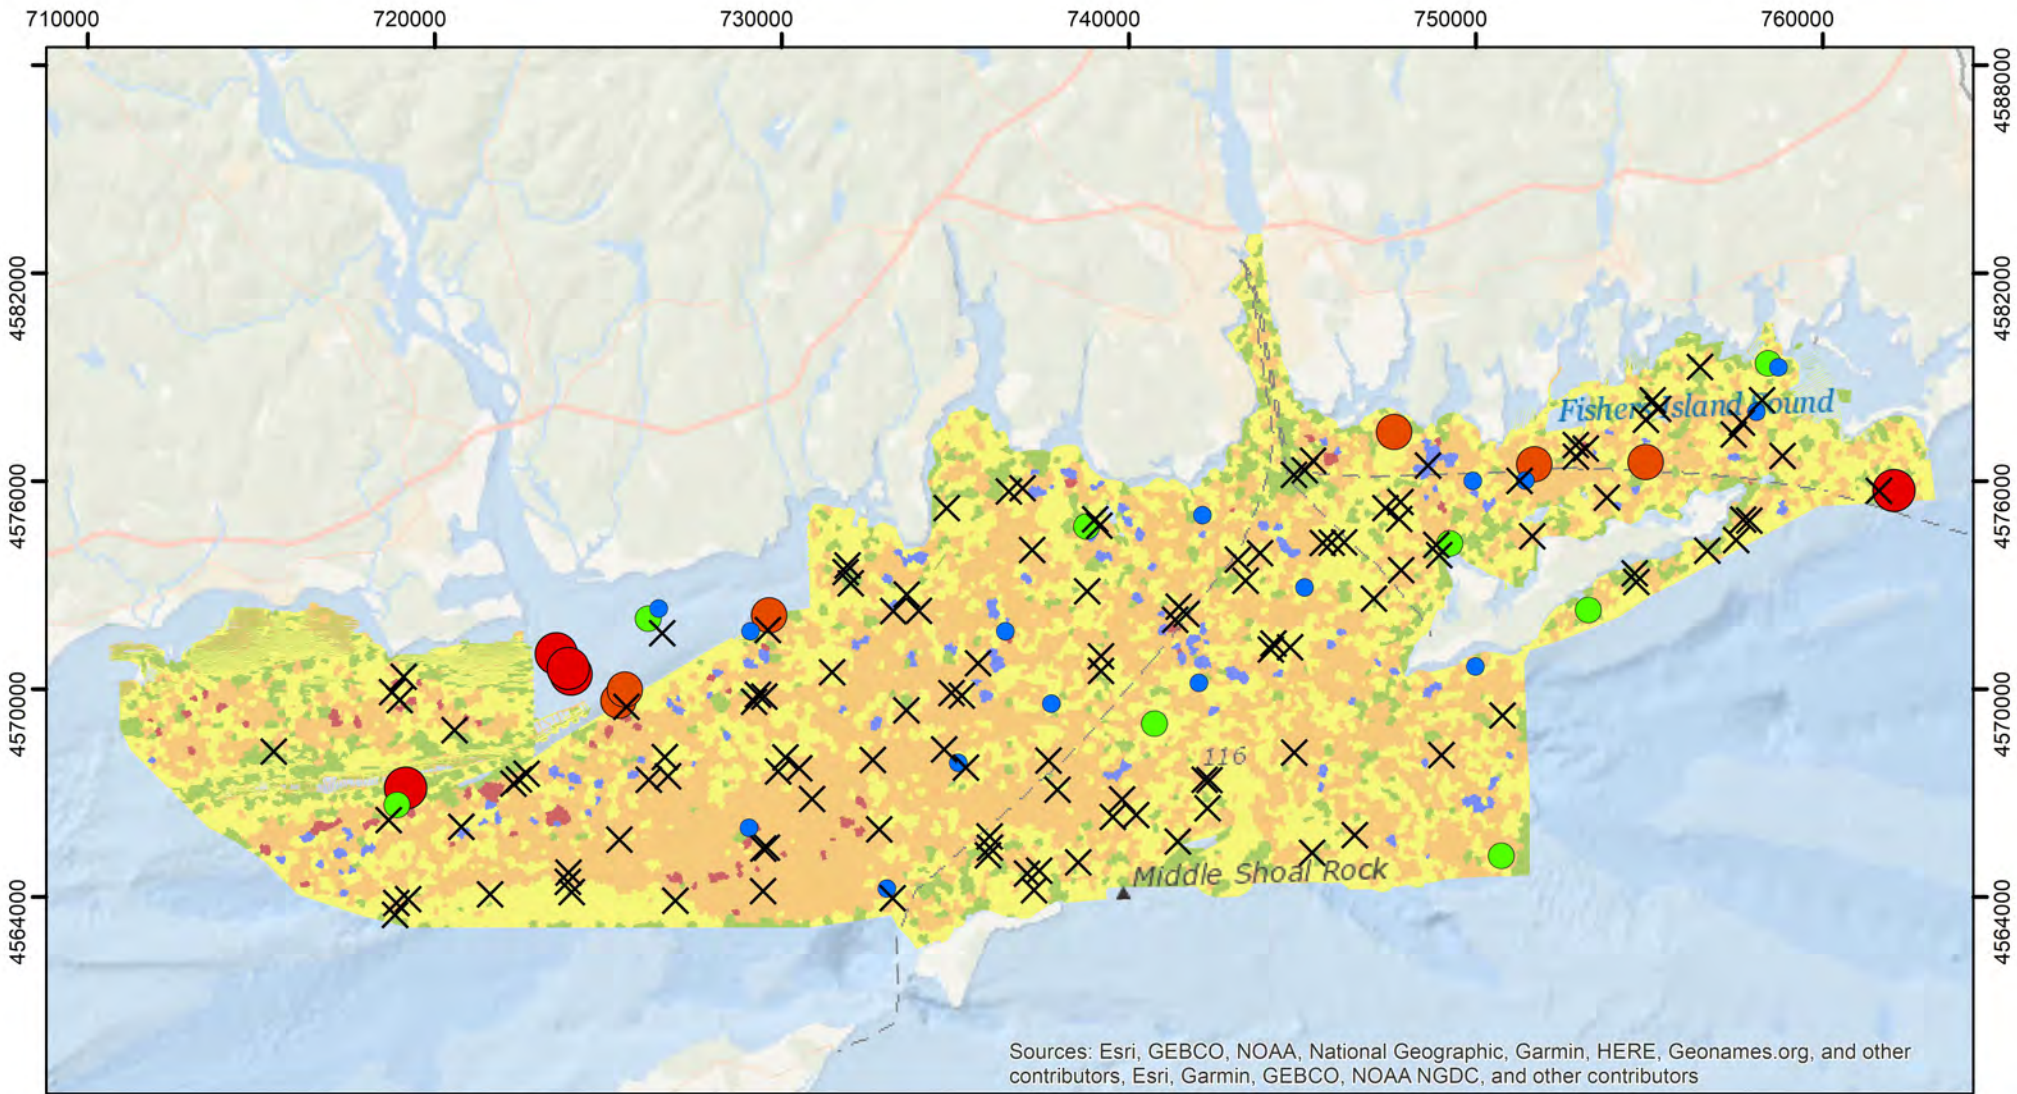 710000 720000 730000 740000 750000 760000
4588000
4582000 4582000
Fishers Island Sound
4576000 4576000
4570000 4570000
116
Middle Shoal Rock
4564000 4564000
Sources: Esri, GEBCO, NOAA, National Geographic, Garmin, HERE, Geonames.org, and other
contributors, Esri, Garmin, GEBCO, NOAA NGDC, and other contributors